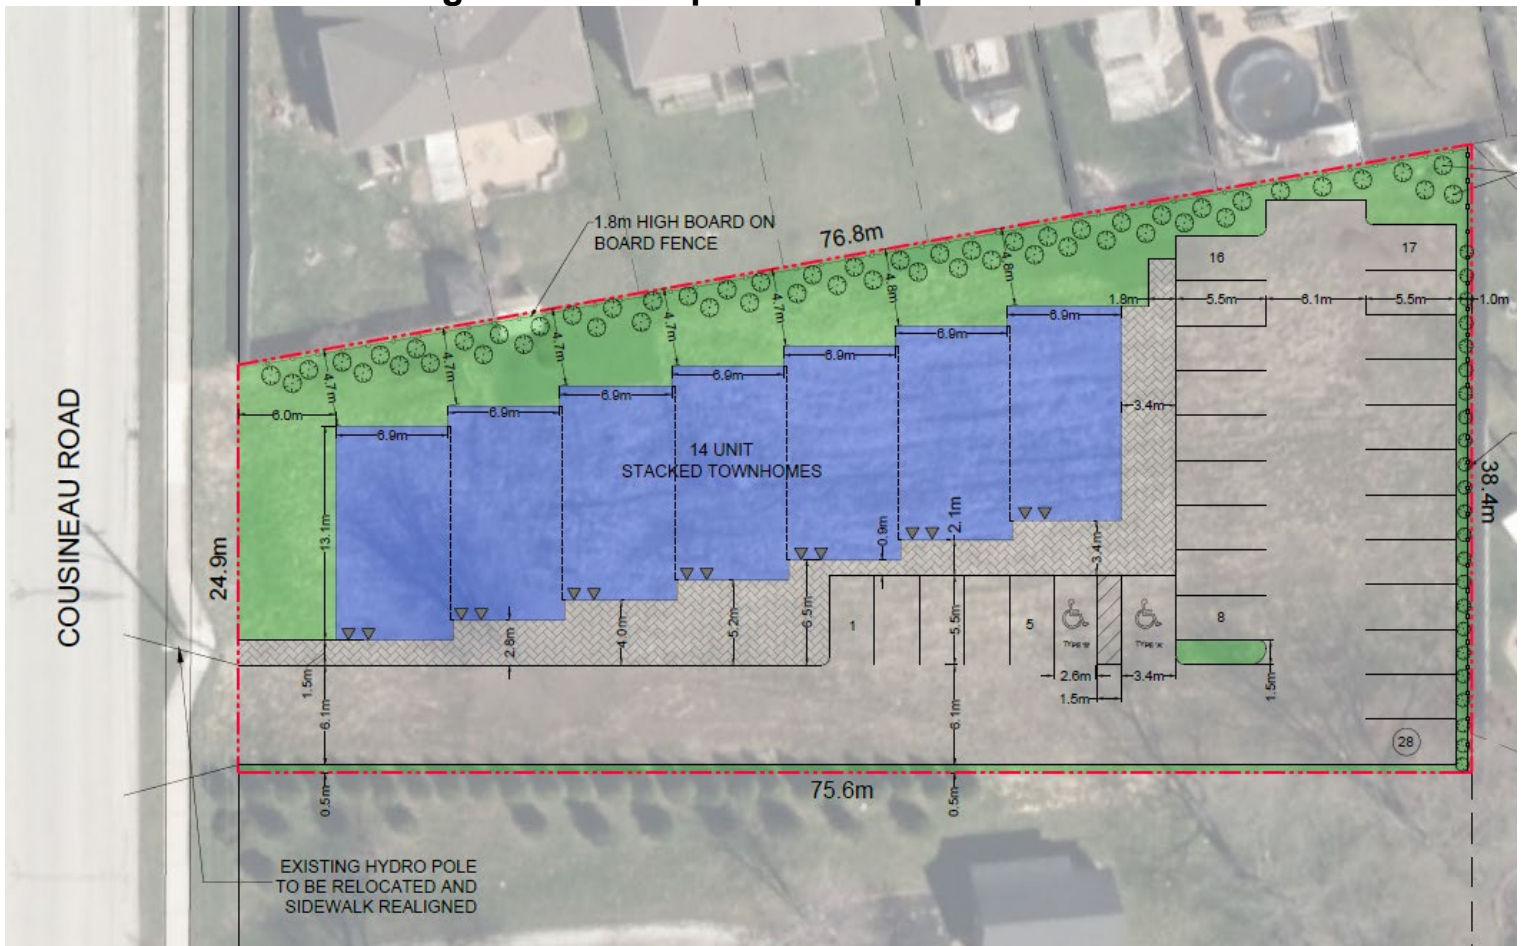 1.8m HIGH BOARD ON
BOARD FENCE
76.8m
16
17
1.8m
5.5m
6.1m
5.5m
1.0m
4.7m
4.7m
4.7m
4.7m
4.7m
4.8m
4.8m
6.9m
6.9m
6.9m
6.9m
6.9m
6.9m
6.9m
6.0m
3.4m
COUSINEAU ROAD
14 UNIT
STACKED TOWNHOMES
13.1m
24.9m
38.4m
0.9m
2.1m
3.4m
2.8m
4.0m
5.2m
6.5m
1
5.5m
5
TYPE 'B'
TYPE 'A'
8
2.6m
3.4m
1.5m
1.5m
1.5m
6.1m
6.1m
28
0.5m
75.6m
0.5m
EXISTING HYDRO POLE
TO BE RELOCATED AND
SIDEWALK REALIGNED